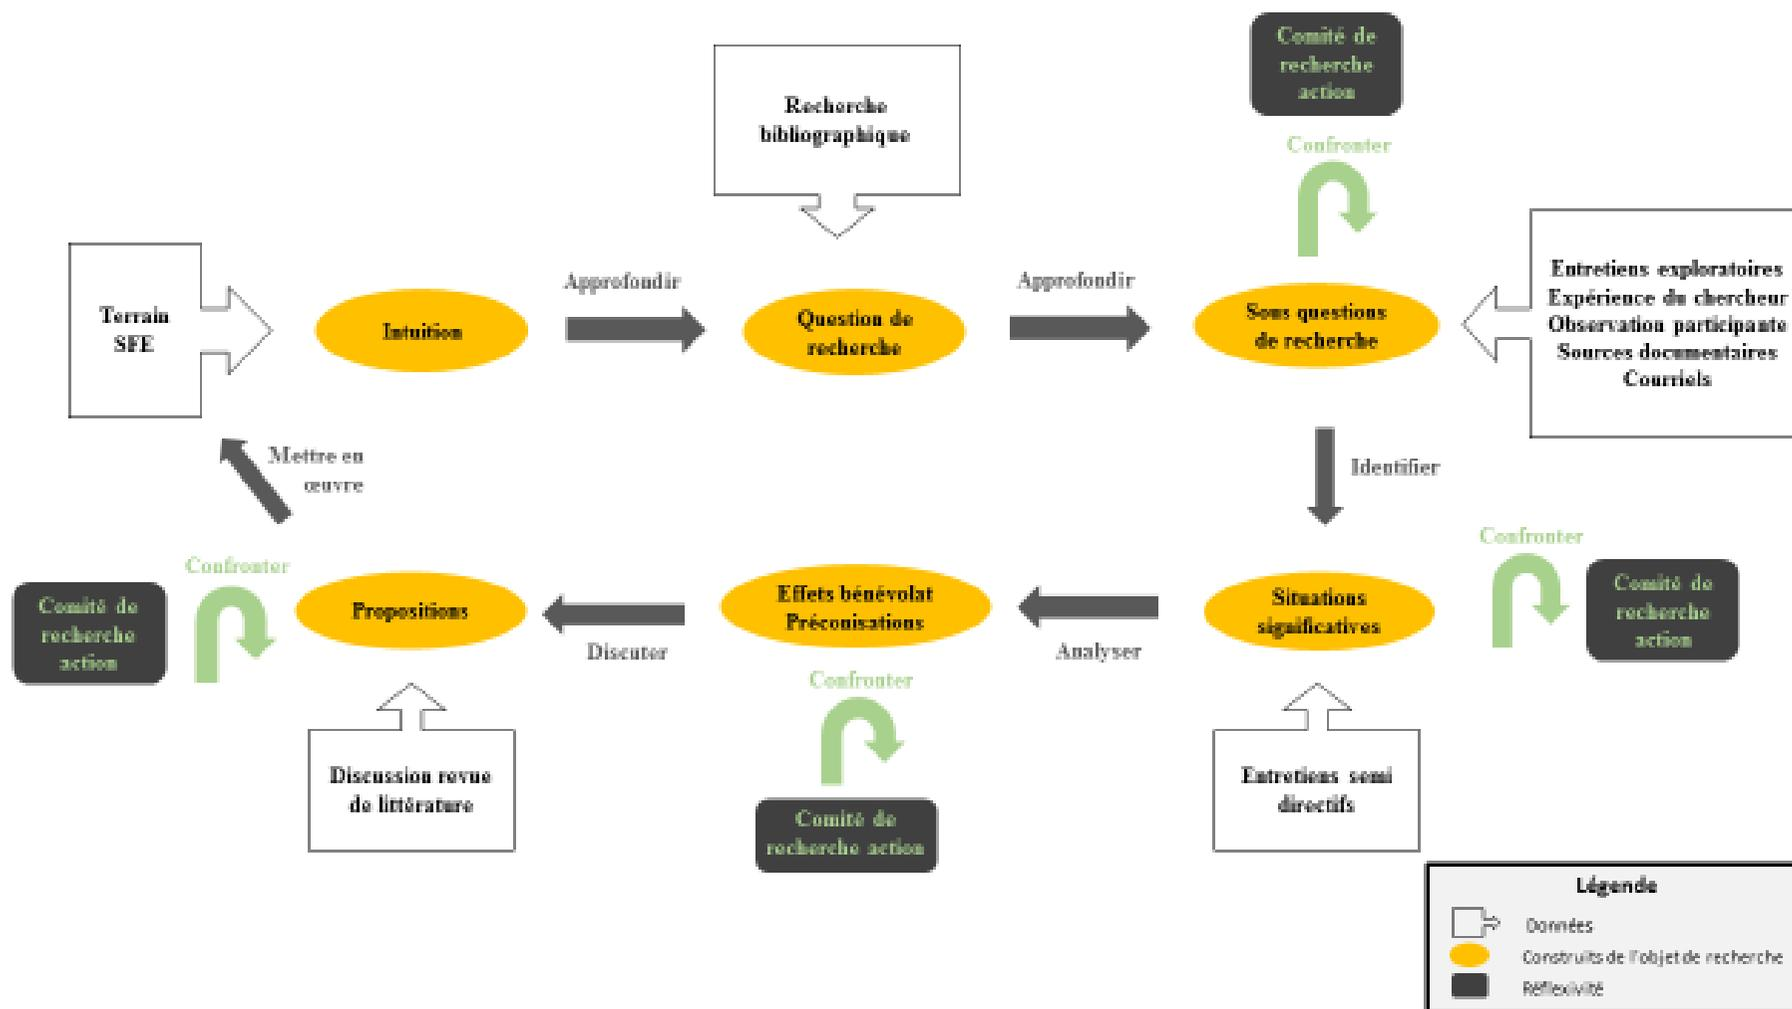 Comité de
recherche
action
Confronter
Recherche
bibliographique
Terrain
SFE
Intuition
Approfondir
Question de
recherche
Approfondir
Sous questions
de recherche
Entretiens exploratoires
Expérience du chercheur
Observation participante
Sources documentaires
Courriels
Mettre en
œuvre
Identifier
Confronter
Comité de
recherche
action
Confronter
Comité de
recherche
action
Propositions
Discuter
Effets bénévolat
Préconisations
Analyser
Situations
significatives
Confronter
Comité de
recherche action
Discussion revue
de littérature
Entretiens semi
directifs
Légende
Données
Construits de l'objet de recherche
Réflexivité